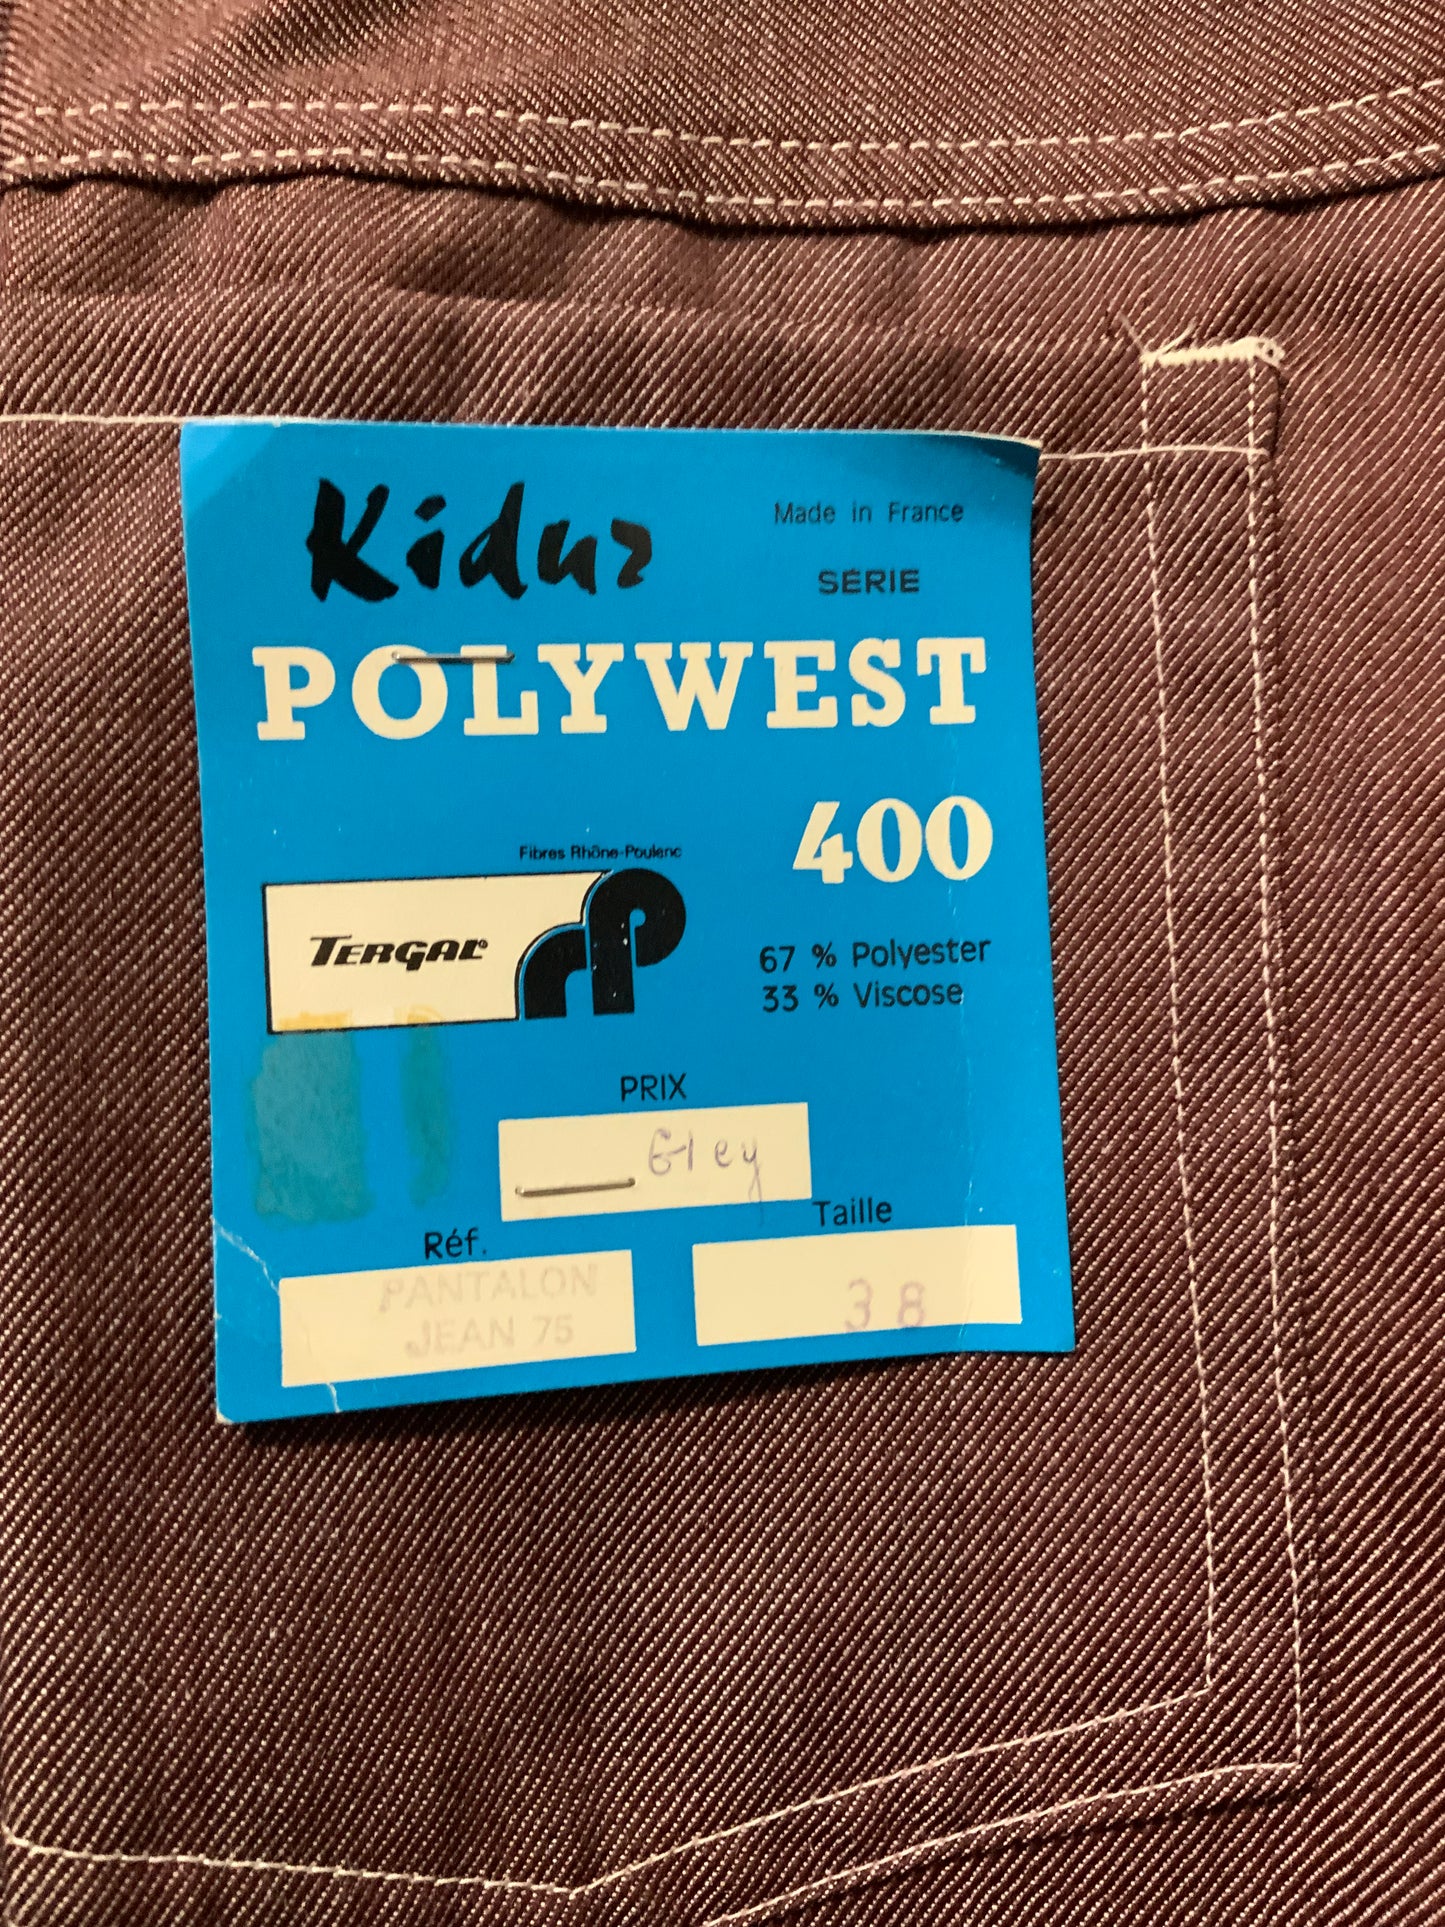 Kidur
Made in France
SÉRIE
POLYWEST
400
Fibres Rhône-Poulenc
TERGAL
rP
67 % Polyester
33 % Viscose
PRIX
Réf.
PANTALON
JEAN 75
Taille
38